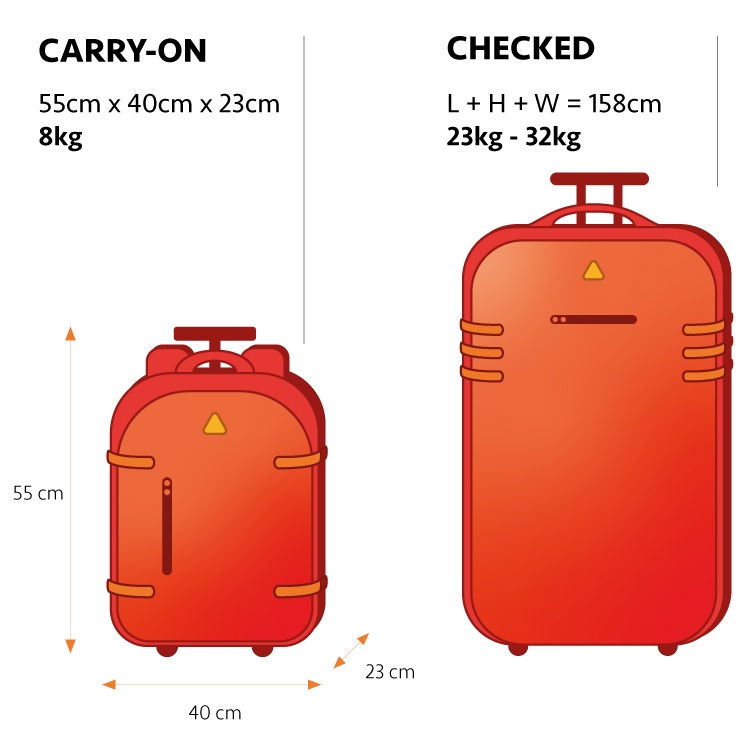 CARRY-ON
55cm x 40cm x 23cm
8kg
CHECKED
L + H + W = 158cm
23kg - 32kg
55 cm
23 cm
40 cm